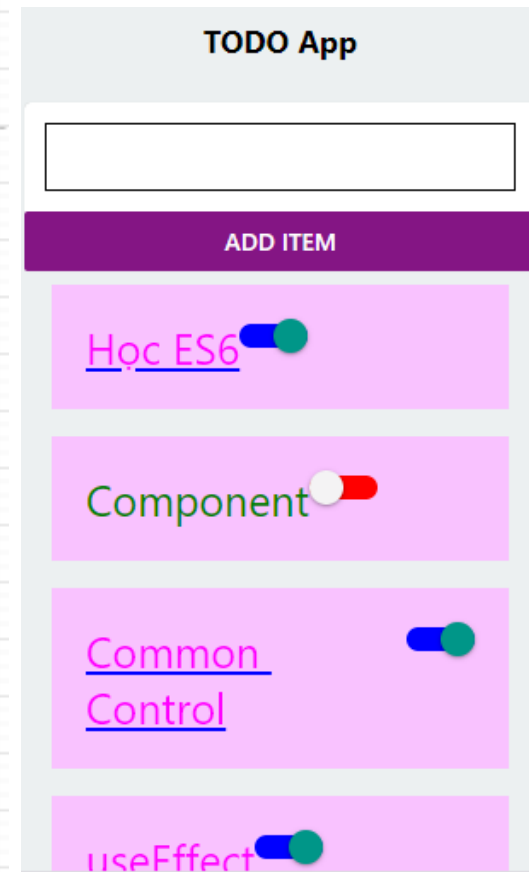 TODO App
ADD ITEM
Học ES6
Component
Common
Control
useEffect